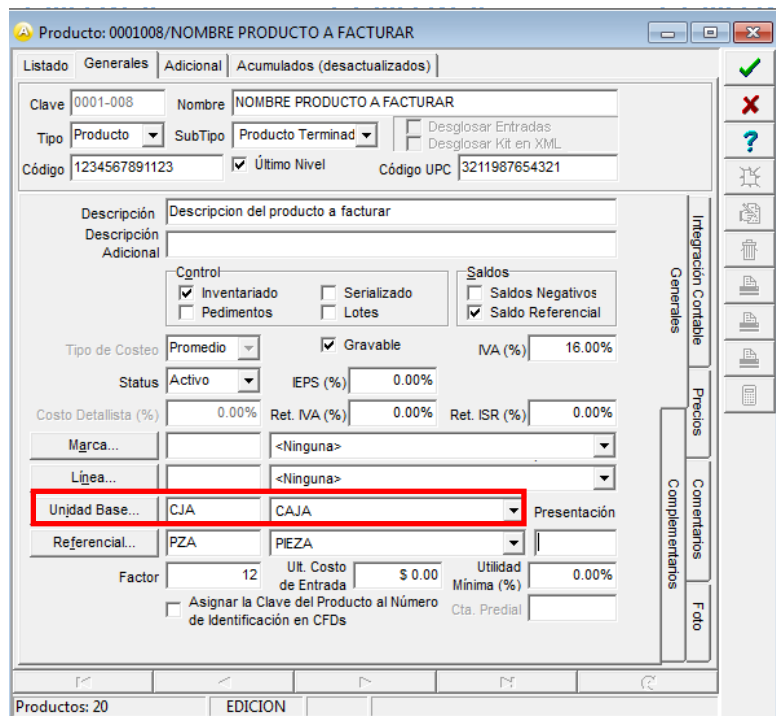 Producto: 0001008/NOMBRE PRODUCTO A FACTURAR
Listado Generales Adicional Acumulados (desactualizados)
Clave 0001-008 Nombre NOMBRE PRODUCTO A FACTURAR
Tipo Producto SubTipo Producto Terminad Desglosar Entradas
Desglosar Kit en XML
Código 1234567891123 Último Nivel Código UPC 3211987654321
Descripción Descripcion del producto a facturar
Descripción
Adicional
Control Saldos
Inventariado Serializado Saldos Negativos
Pedimentos Lotes Saldo Referencial
Tipo de Costeo Promedio Gravable IVA (%) 16.00%
Status Activo IEPS (%) 0.00%
Costo Detallista (%) 0.00% Ret. IVA (%) 0.00% Ret. ISR (%) 0.00%
Marca... <Ninguna>
Línea... <Ninguna>
Unidad Base... CJA CAJA Presentación
Referencial... PZA PIEZA
Factor 12 Ult. Costo
de Entrada $ 0.00 Utilidad
Mínima (%) 0.00%
Asignar la Clave del Producto al Número
de Identificación en CFDs Cta. Predial
Generales
Complementarios
Integración Contable
Precios
Comentarios
Foto
Productos: 20 EDICION